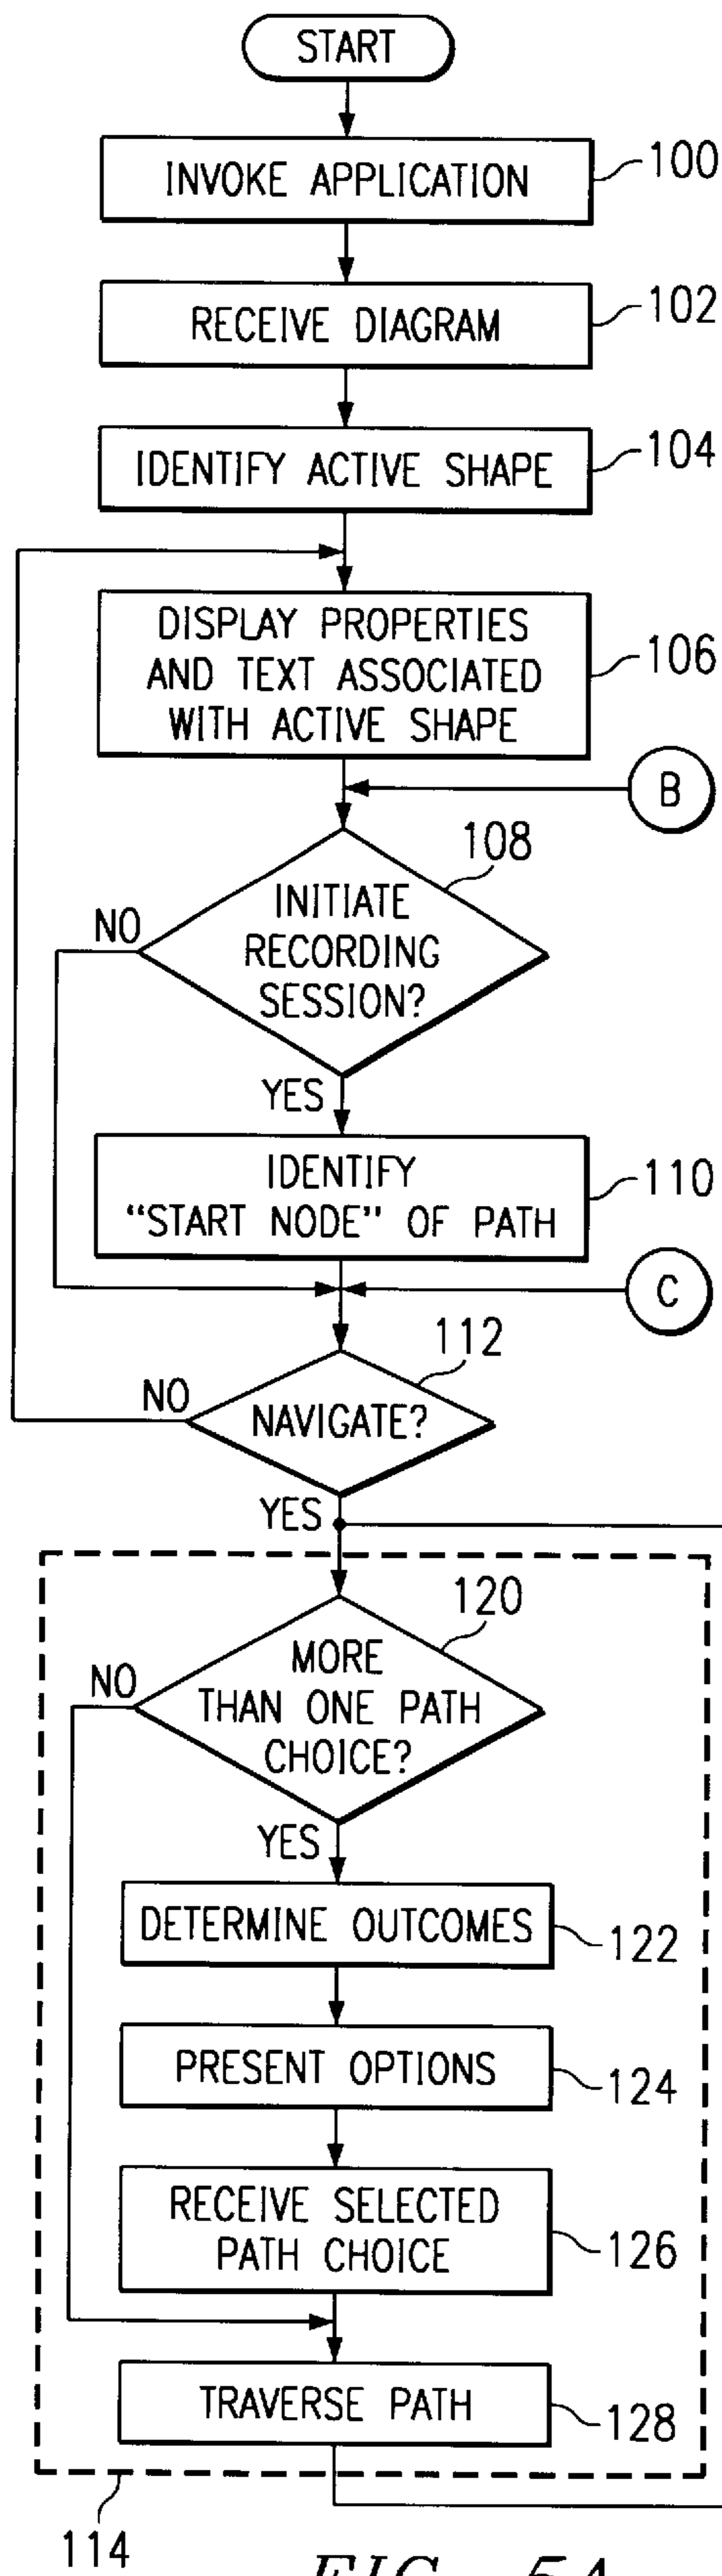 START
INVOKE APPLICATION
100
RECEIVE DIAGRAM
102
IDENTIFY ACTIVE SHAPE
104
DISPLAY PROPERTIES
AND TEXT ASSOCIATED
WITH ACTIVE SHAPE
106
B
108
INITIATE
RECORDING
SESSION?
NO
YES
IDENTIFY
“START NODE” OF PATH
110
C
112
NAVIGATE?
NO
YES
120
MORE
THAN ONE PATH
CHOICE?
NO
YES
DETERMINE OUTCOMES
122
PRESENT OPTIONS
124
RECEIVE SELECTED
PATH CHOICE
126
TRAVERSE PATH
128
114
FIG. 5A